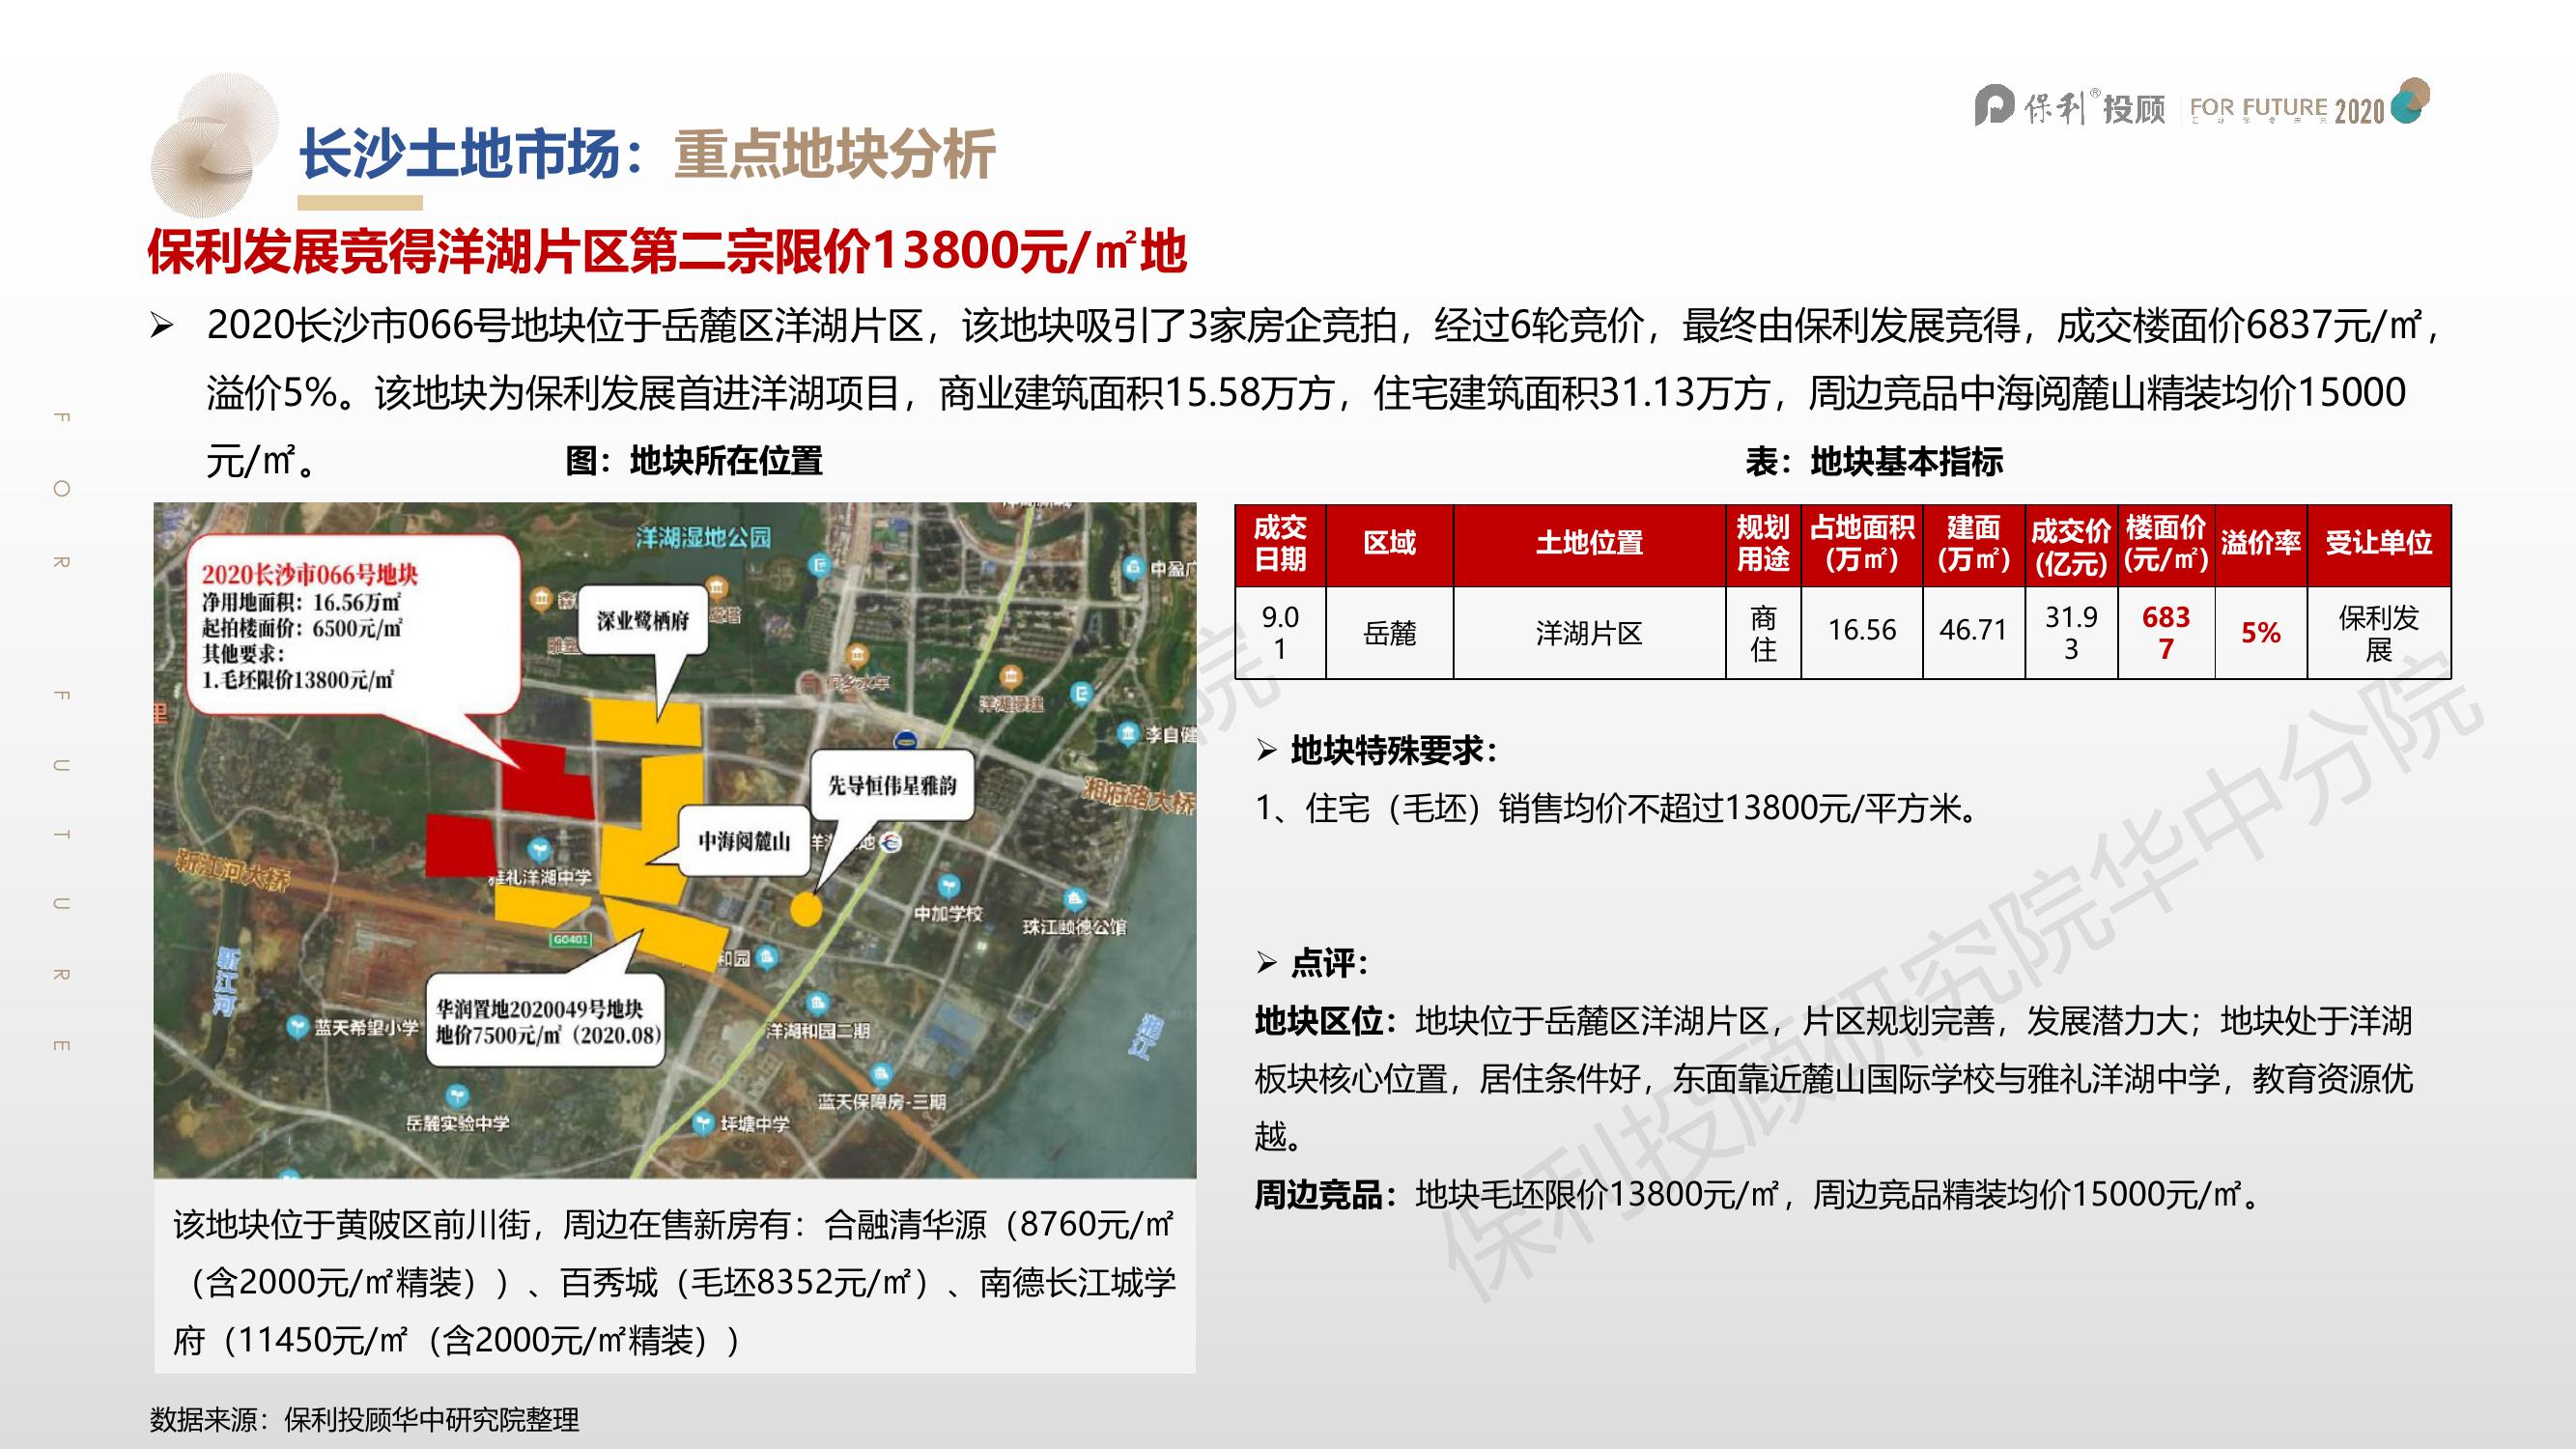 保利®投顾 FOR FUTURE 2020
长沙土地市场：重点地块分析
保利发展竞得洋湖片区第二宗限价13800元/㎡地
➢ 2020长沙市066号地块位于岳麓区洋湖片区，该地块吸引了3家房企竞拍，经过6轮竞价，最终由保利发展竞得，成交楼面价6837元/㎡，
溢价5%。该地块为保利发展首进洋湖项目，商业建筑面积15.58万方，住宅建筑面积31.13万方，周边竞品中海阅麓山精装均价15000
元/㎡。
FOR FUTURE
图：地块所在位置
洋湖湿地公园
2020长沙市066号地块
净用地面积：16.56万㎡
起拍楼面价：6500元/㎡
其他要求：
1.毛坯限价13800元/㎡
深业鹭栖府
中盈广
洋湖绿建
李自健
湘府路大桥
先导恒伟星雅韵
中海阅麓山
雅礼洋湖中学
靳江河大桥
中加学校
珠江颐德公馆
G0401
和园
靳江河
华润置地2020049号地块
地价7500元/㎡（2020.08）
蓝天希望小学
洋湖和园二期
湘江
蓝天保障房-三期
岳麓实验中学
坪塘中学
该地块位于黄陂区前川街，周边在售新房有：合融清华源（8760元/㎡
（含2000元/㎡精装））、百秀城（毛坯8352元/㎡）、南德长江城学
府（11450元/㎡（含2000元/㎡精装））
表：地块基本指标
成交日期 区域 土地位置 规划用途 占地面积(万㎡) 建面(万㎡) 成交价(亿元) 楼面价(元/㎡) 溢价率 受让单位
9.01 岳麓 洋湖片区 商住 16.56 46.71 31.93 6837 5% 保利发展
➢ 地块特殊要求：
1、住宅（毛坯）销售均价不超过13800元/平方米。
➢ 点评：
地块区位：地块位于岳麓区洋湖片区，片区规划完善，发展潜力大；地块处于洋湖
板块核心位置，居住条件好，东面靠近麓山国际学校与雅礼洋湖中学，教育资源优
越。
周边竞品：地块毛坯限价13800元/㎡，周边竞品精装均价15000元/㎡。
保利投顾研究院华中分院
院
数据来源：保利投顾华中研究院整理